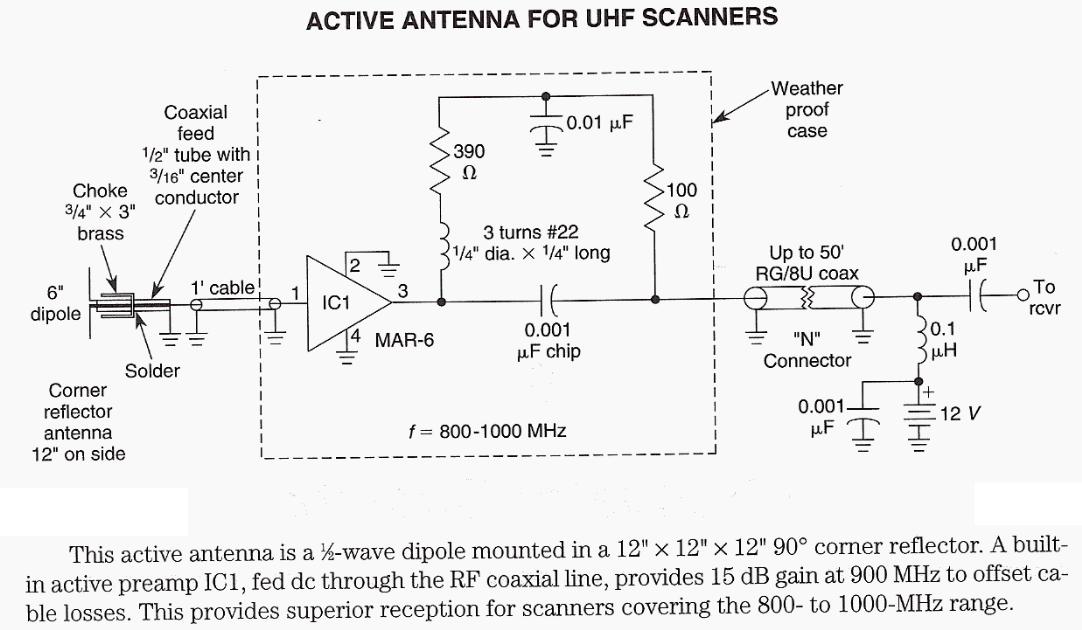 ACTIVE ANTENNA FOR UHF SCANNERS
Weather
proof
case
Coaxial
feed
1/2" tube with
3/16" center
conductor
0.01 µF
390
Ω
Choke
3/4" × 3"
brass
100
Ω
3 turns #22
1/4" dia. × 1/4" long
Up to 50'
RG/8U coax
0.001
µF
6"
dipole
1' cable
1
2
IC1
3
4
MAR-6
To
rcvr
0.001
µF chip
"N"
Connector
0.1
µH
Solder
Corner
reflector
antenna
12" on side
0.001
µF
+
12 V
f = 800-1000 MHz
This active antenna is a ½-wave dipole mounted in a 12" × 12" × 12" 90° corner reflector. A built-
in active preamp IC1, fed dc through the RF coaxial line, provides 15 dB gain at 900 MHz to offset ca-
ble losses. This provides superior reception for scanners covering the 800- to 1000-MHz range.